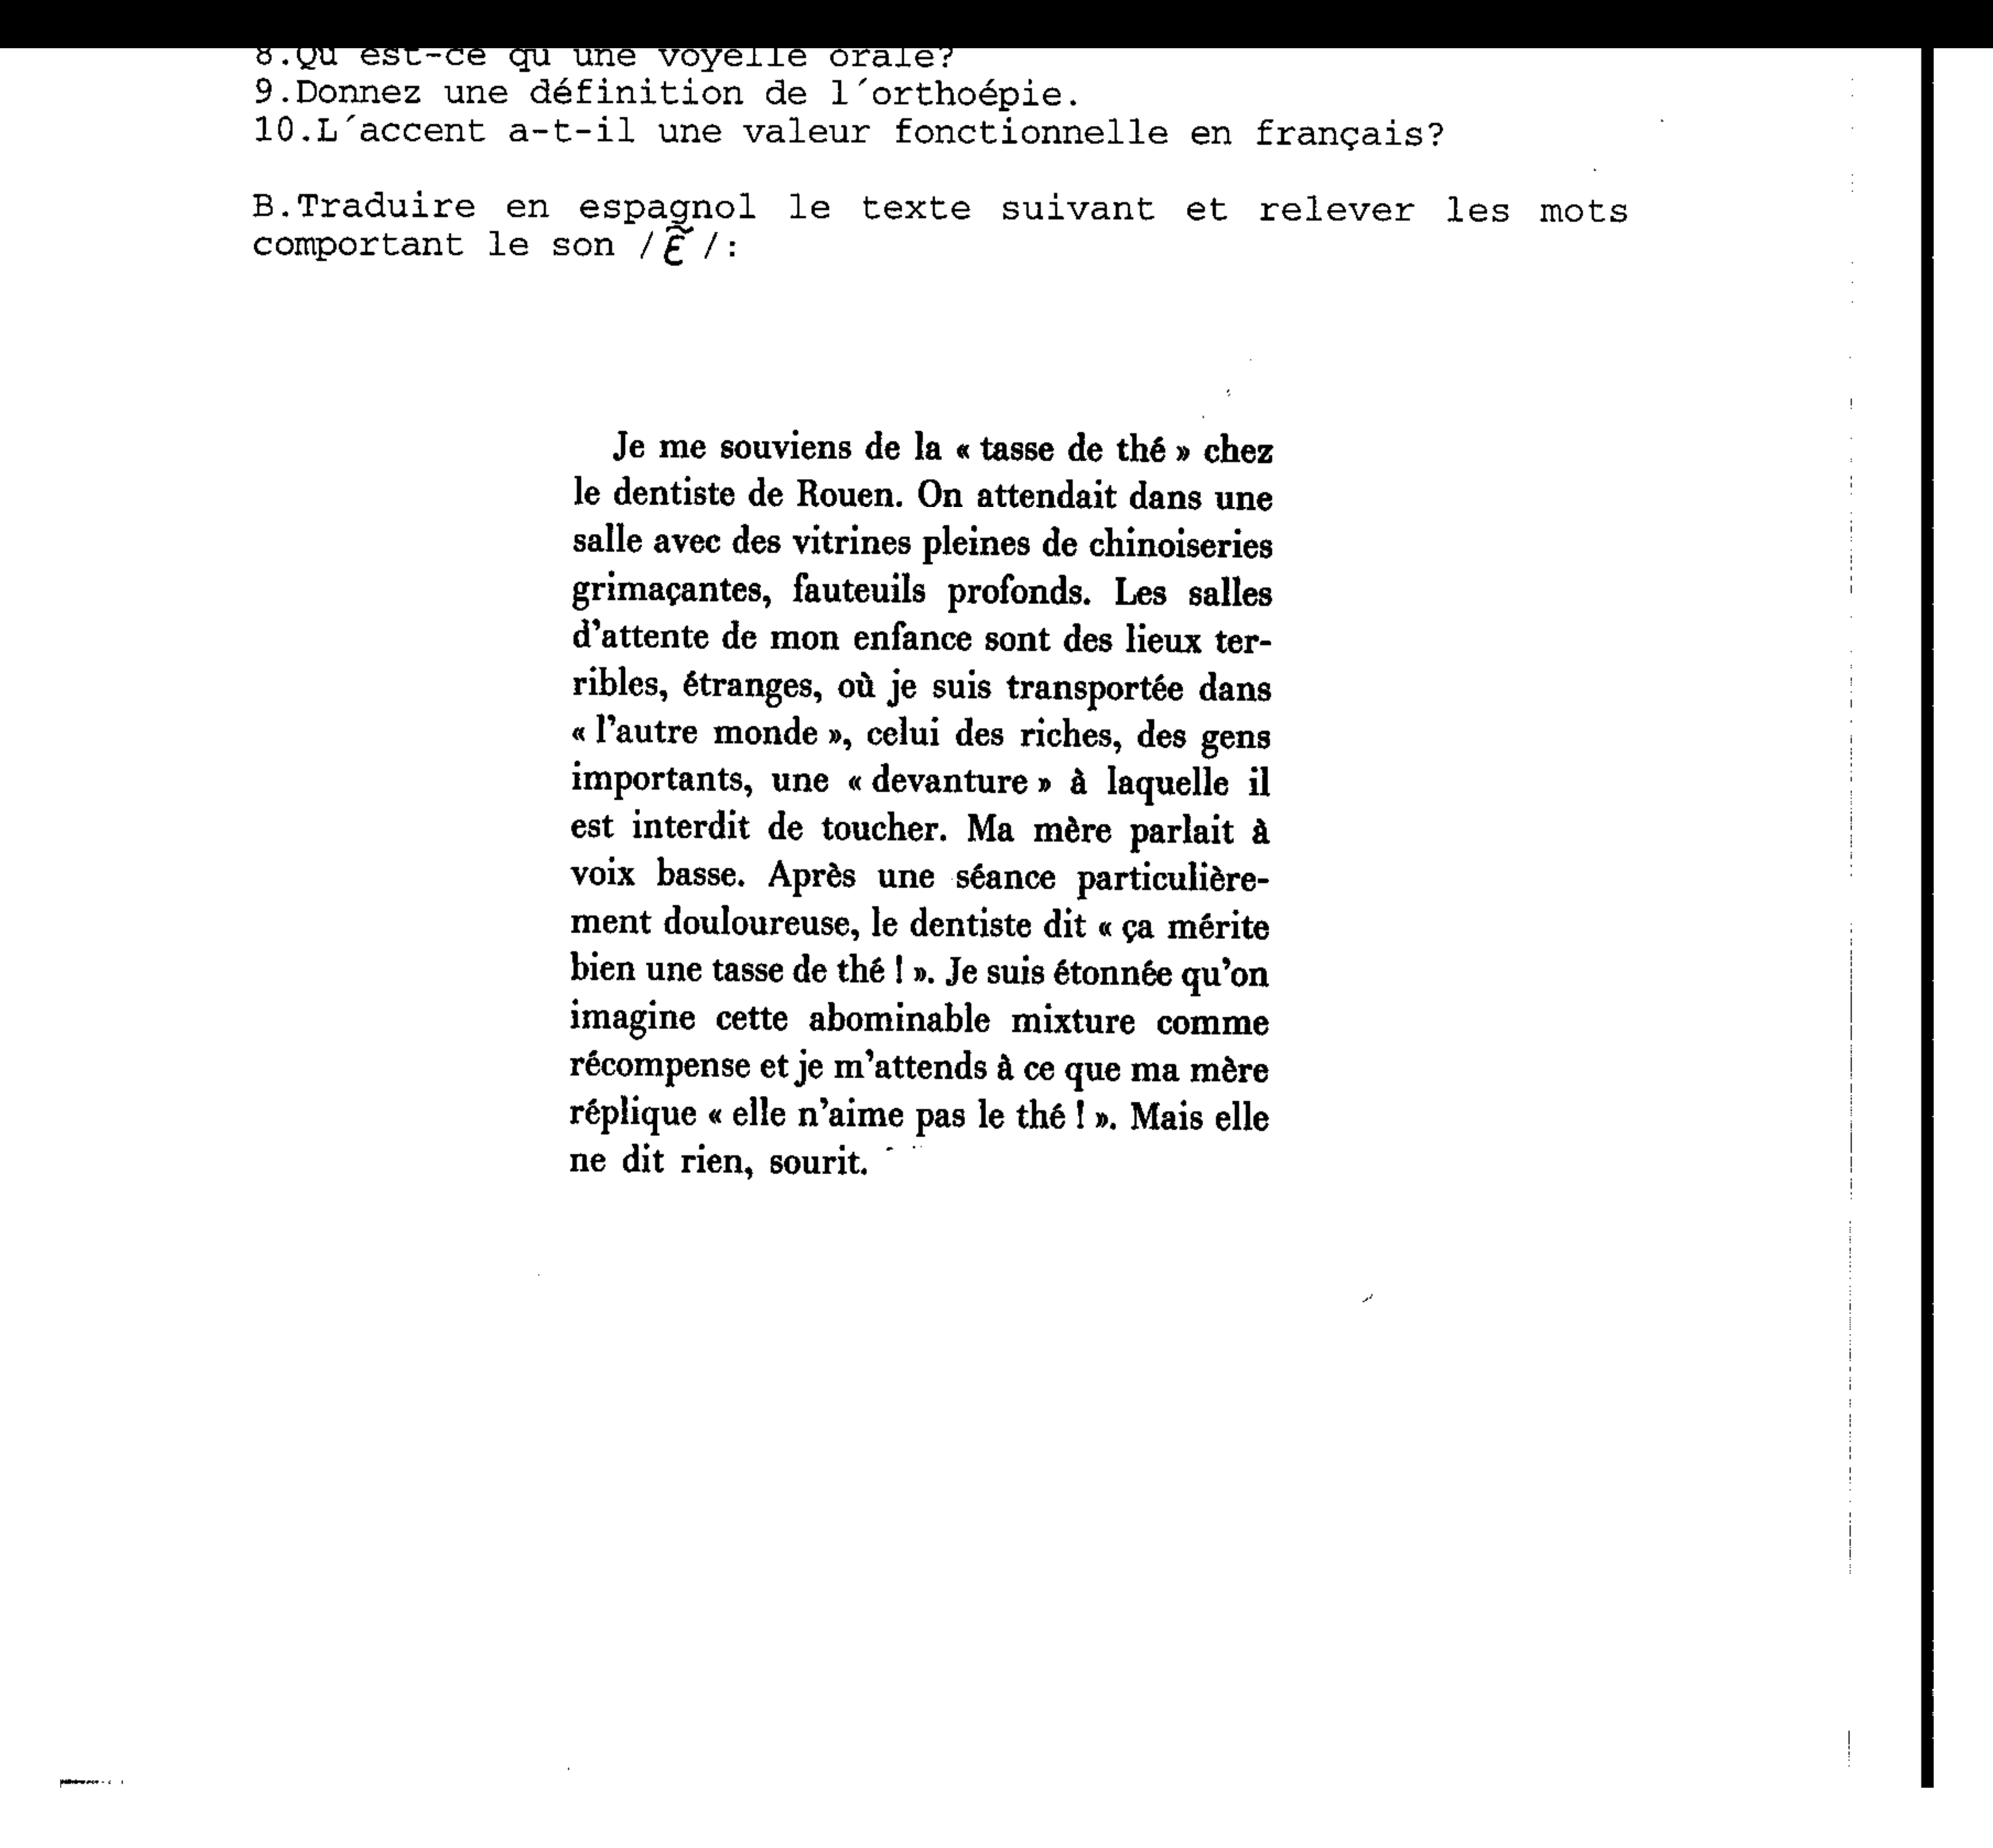 8.Qu est-ce qu une voyelle orale?
9.Donnez une définition de l´orthoépie.
10.L´accent a-t-il une valeur fonctionnelle en français?
B.Traduire en espagnol le texte suivant et relever les mots
comportant le son /ɛ̃/:
Je me souviens de la « tasse de thé » chez
le dentiste de Rouen. On attendait dans une
salle avec des vitrines pleines de chinoiseries
grimaçantes, fauteuils profonds. Les salles
d'attente de mon enfance sont des lieux ter-
ribles, étranges, où je suis transportée dans
« l'autre monde », celui des riches, des gens
importants, une « devanture » à laquelle il
est interdit de toucher. Ma mère parlait à
voix basse. Après une séance particulière-
ment douloureuse, le dentiste dit « ça mérite
bien une tasse de thé ! ». Je suis étonnée qu'on
imagine cette abominable mixture comme
récompense et je m'attends à ce que ma mère
réplique « elle n'aime pas le thé ! ». Mais elle
ne dit rien, sourit.